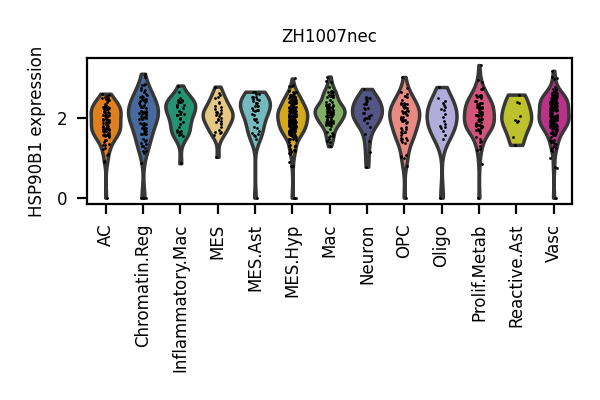 ZH1007nec
HSP90B1 expression
2
0
AC
Chromatin.Reg
Inflammatory.Mac
MES
MES.Ast
MES.Hyp
Mac
Neuron
OPC
Oligo
Prolif.Metab
Reactive.Ast
Vasc